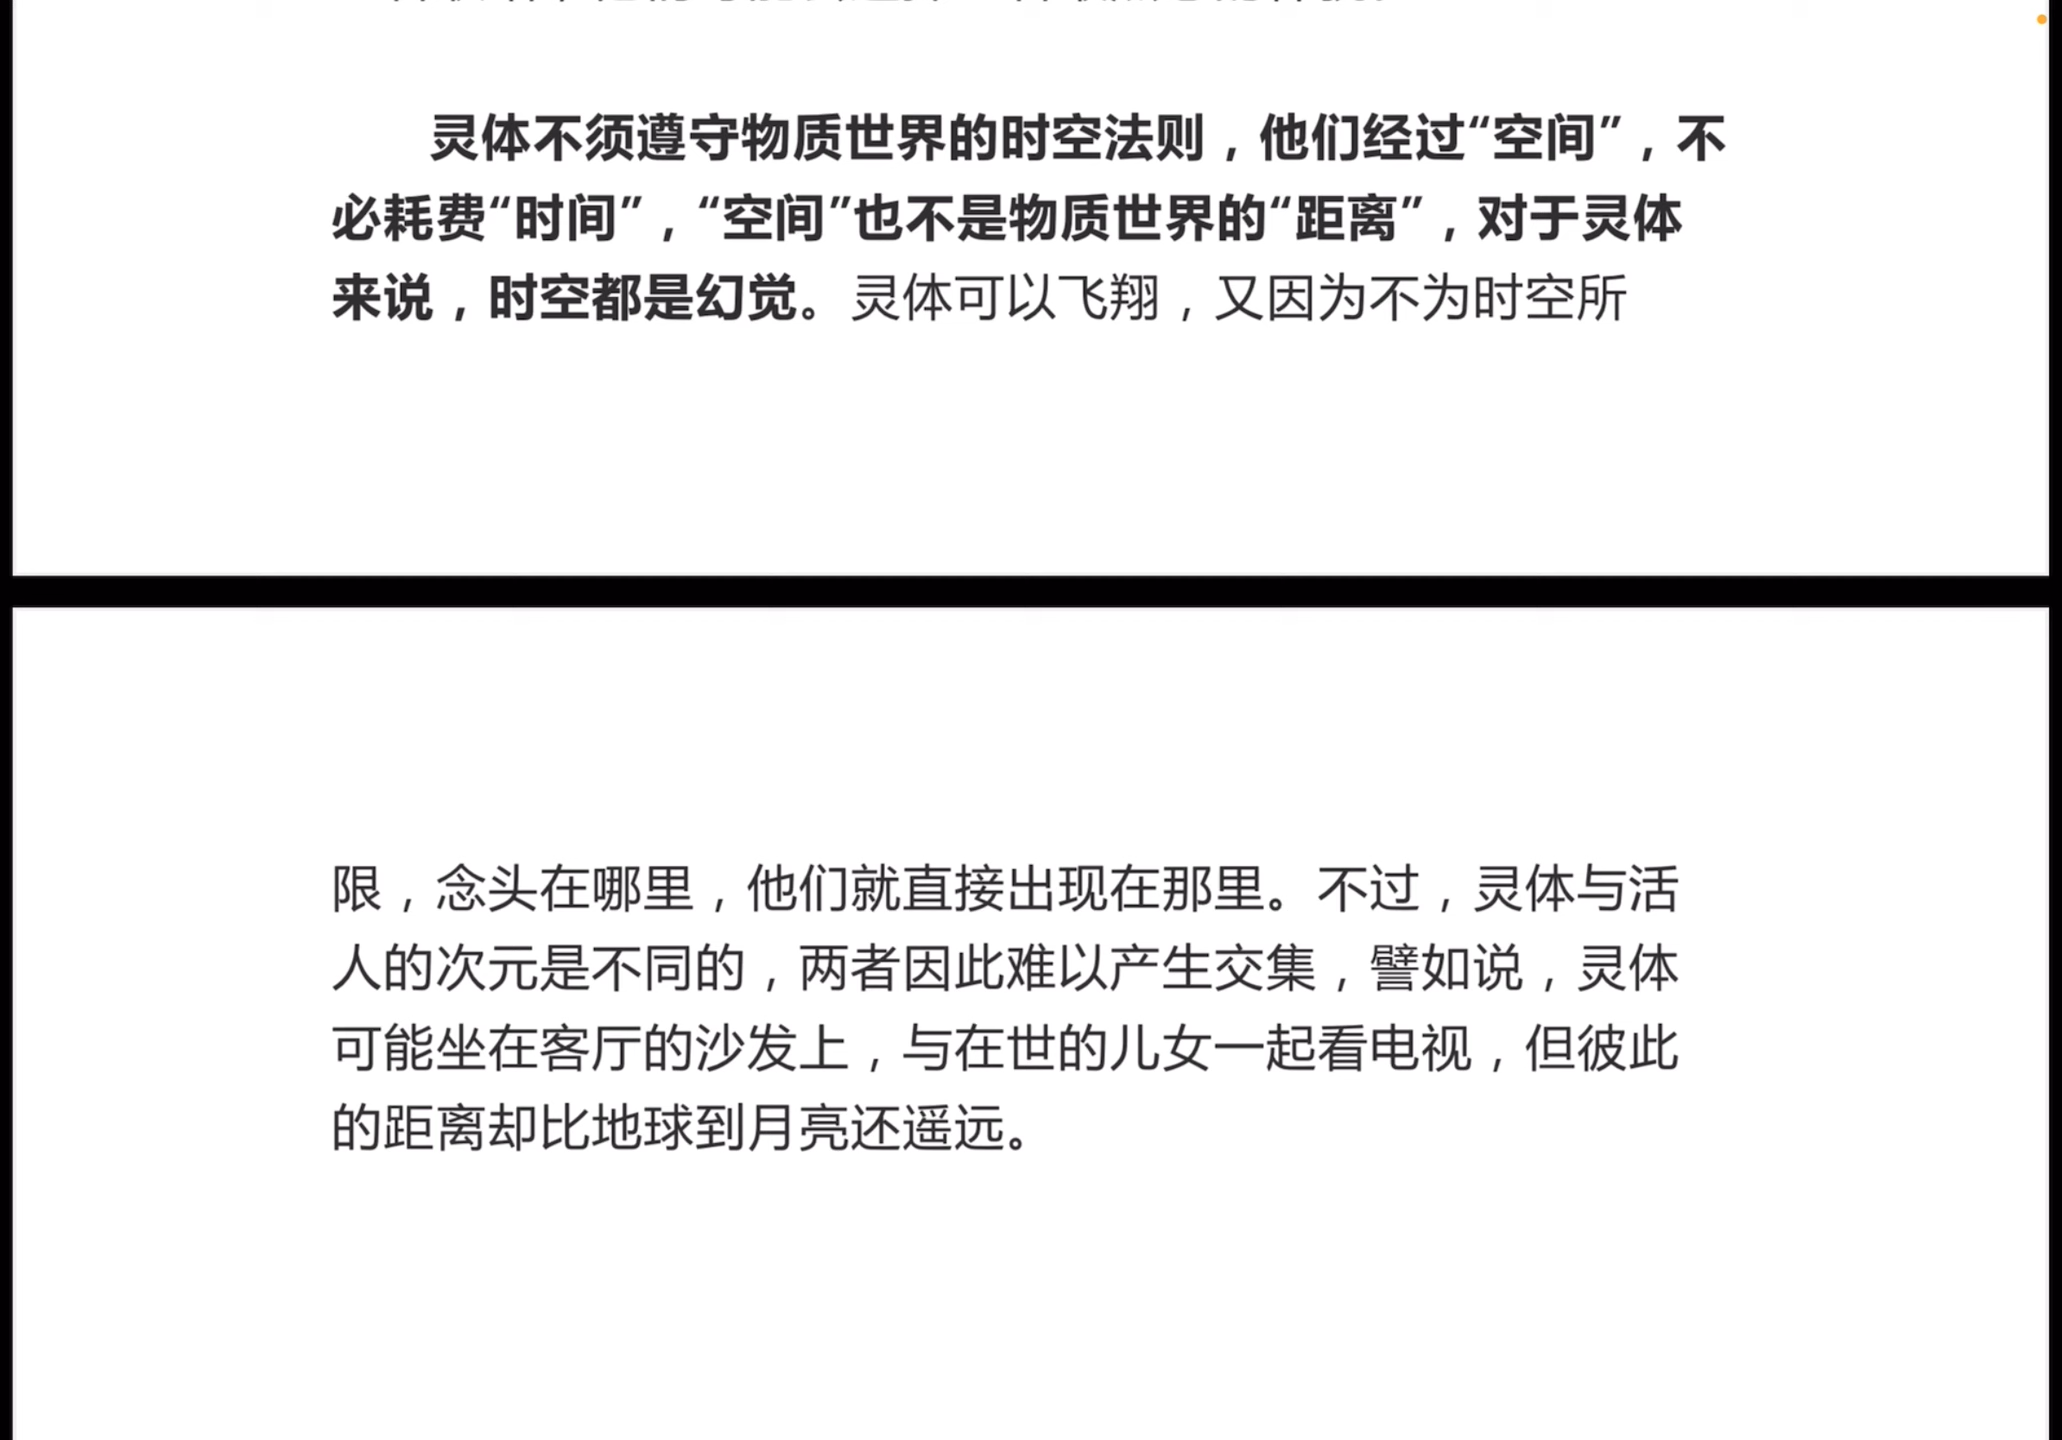 灵体不须遵守物质世界的时空法则，他们经过“空间”，不
必耗费“时间”，“空间”也不是物质世界的“距离”，对于灵体
来说，时空都是幻觉。灵体可以飞翔，又因为不为时空所
限，念头在哪里，他们就直接出现在那里。不过，灵体与活
人的次元是不同的，两者因此难以产生交集，譬如说，灵体
可能坐在客厅的沙发上，与在世的儿女一起看电视，但彼此
的距离却比地球到月亮还遥远。